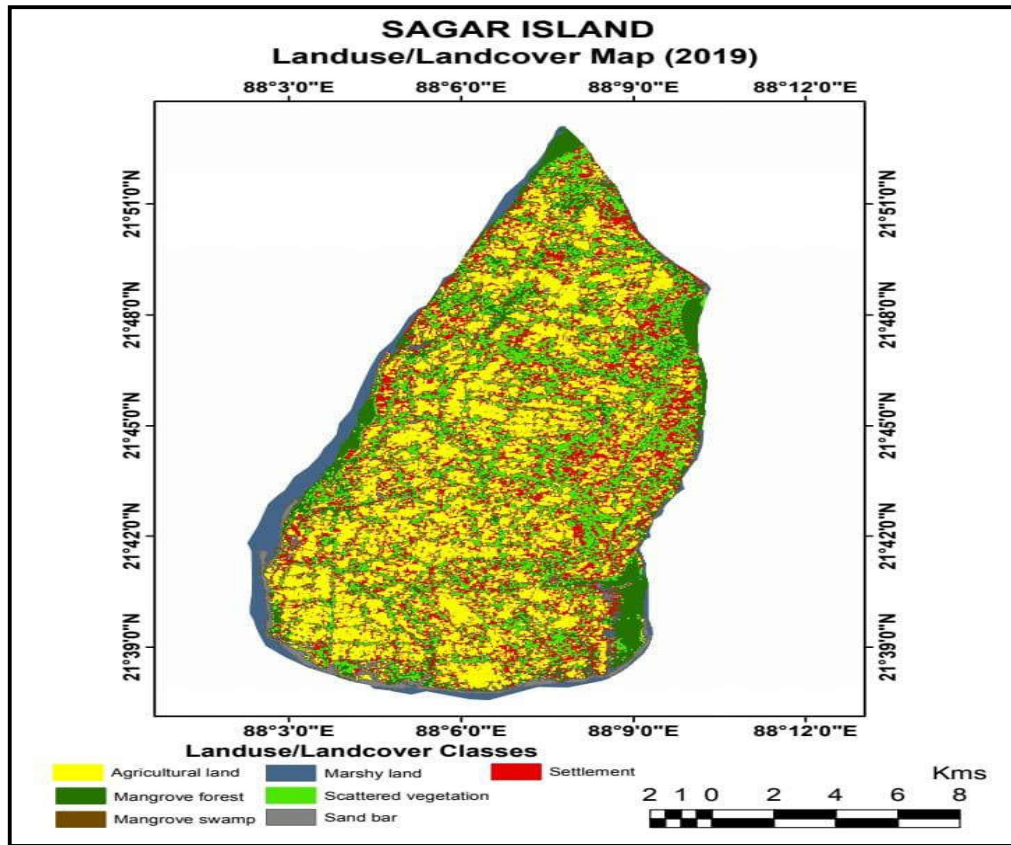 SAGAR ISLAND
Landuse/Landcover Map (2019)
88°3'0"E 88°6'0"E 88°9'0"E 88°12'0"E
21°51'0"N 21°51'0"N
21°48'0"N 21°48'0"N
21°45'0"N 21°45'0"N
21°42'0"N 21°42'0"N
21°39'0"N 21°39'0"N
88°3'0"E 88°6'0"E 88°9'0"E 88°12'0"E
Landuse/Landcover Classes
Agricultural land Marshy land Settlement
Mangrove forest Scattered vegetation
Mangrove swamp Sand bar
Kms
2 1 0 2 4 6 8